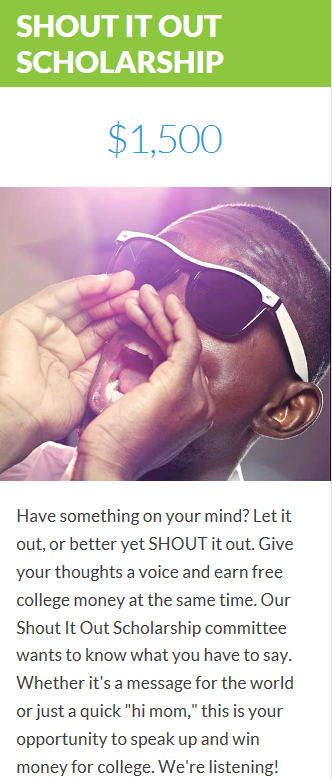 SHOUT IT OUT
SCHOLARSHIP
$1,500
Have something on your mind? Let it
out, or better yet SHOUT it out. Give
your thoughts a voice and earn free
college money at the same time. Our
Shout It Out Scholarship committee
wants to know what you have to say.
Whether it's a message for the world
or just a quick "hi mom," this is your
opportunity to speak up and win
money for college. We're listening!